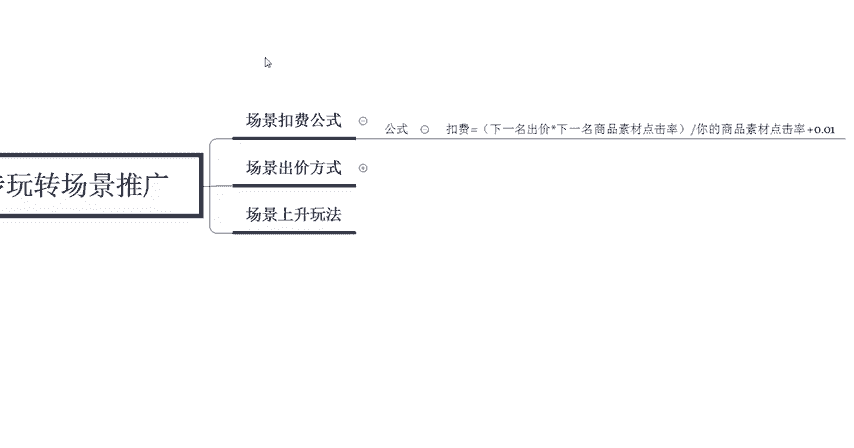 场景扣费公式
公式
扣费=（下一名出价*下一名商品素材点击率）/你的商品素材点击率+0.01
场景出价方式
玩转场景推广
场景上升玩法